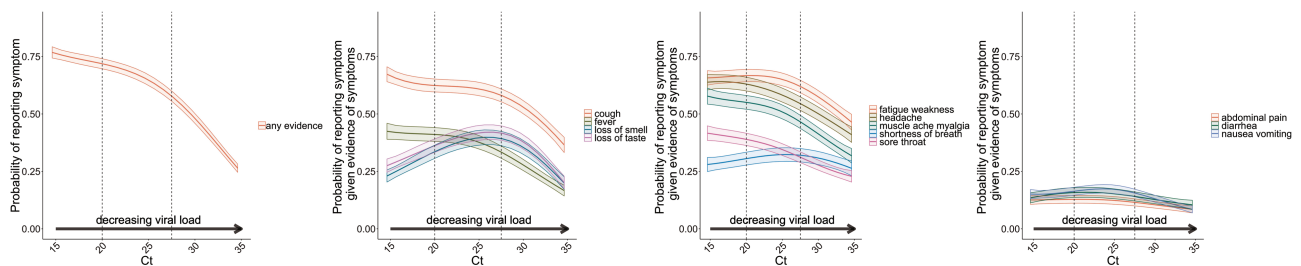 Probability of reporting symptom
0.75
0.50
0.25
0.00
decreasing viral load
15
20
25
30
35
Ct
any evidence
Probability of reporting symptom
given evidence of symptoms
0.75
0.50
0.25
0.00
decreasing viral load
15
20
25
30
35
Ct
cough
fever
loss of smell
loss of taste
Probability of reporting symptom
given evidence of symptoms
0.75
0.50
0.25
0.00
decreasing viral load
15
20
25
30
35
Ct
fatigue weakness
headache
muscle ache myalgia
shortness of breath
sore throat
Probability of reporting symptom
given evidence of symptoms
0.75
0.50
0.25
0.00
decreasing viral load
15
20
25
30
35
Ct
abdominal pain
diarrhea
nausea vomiting